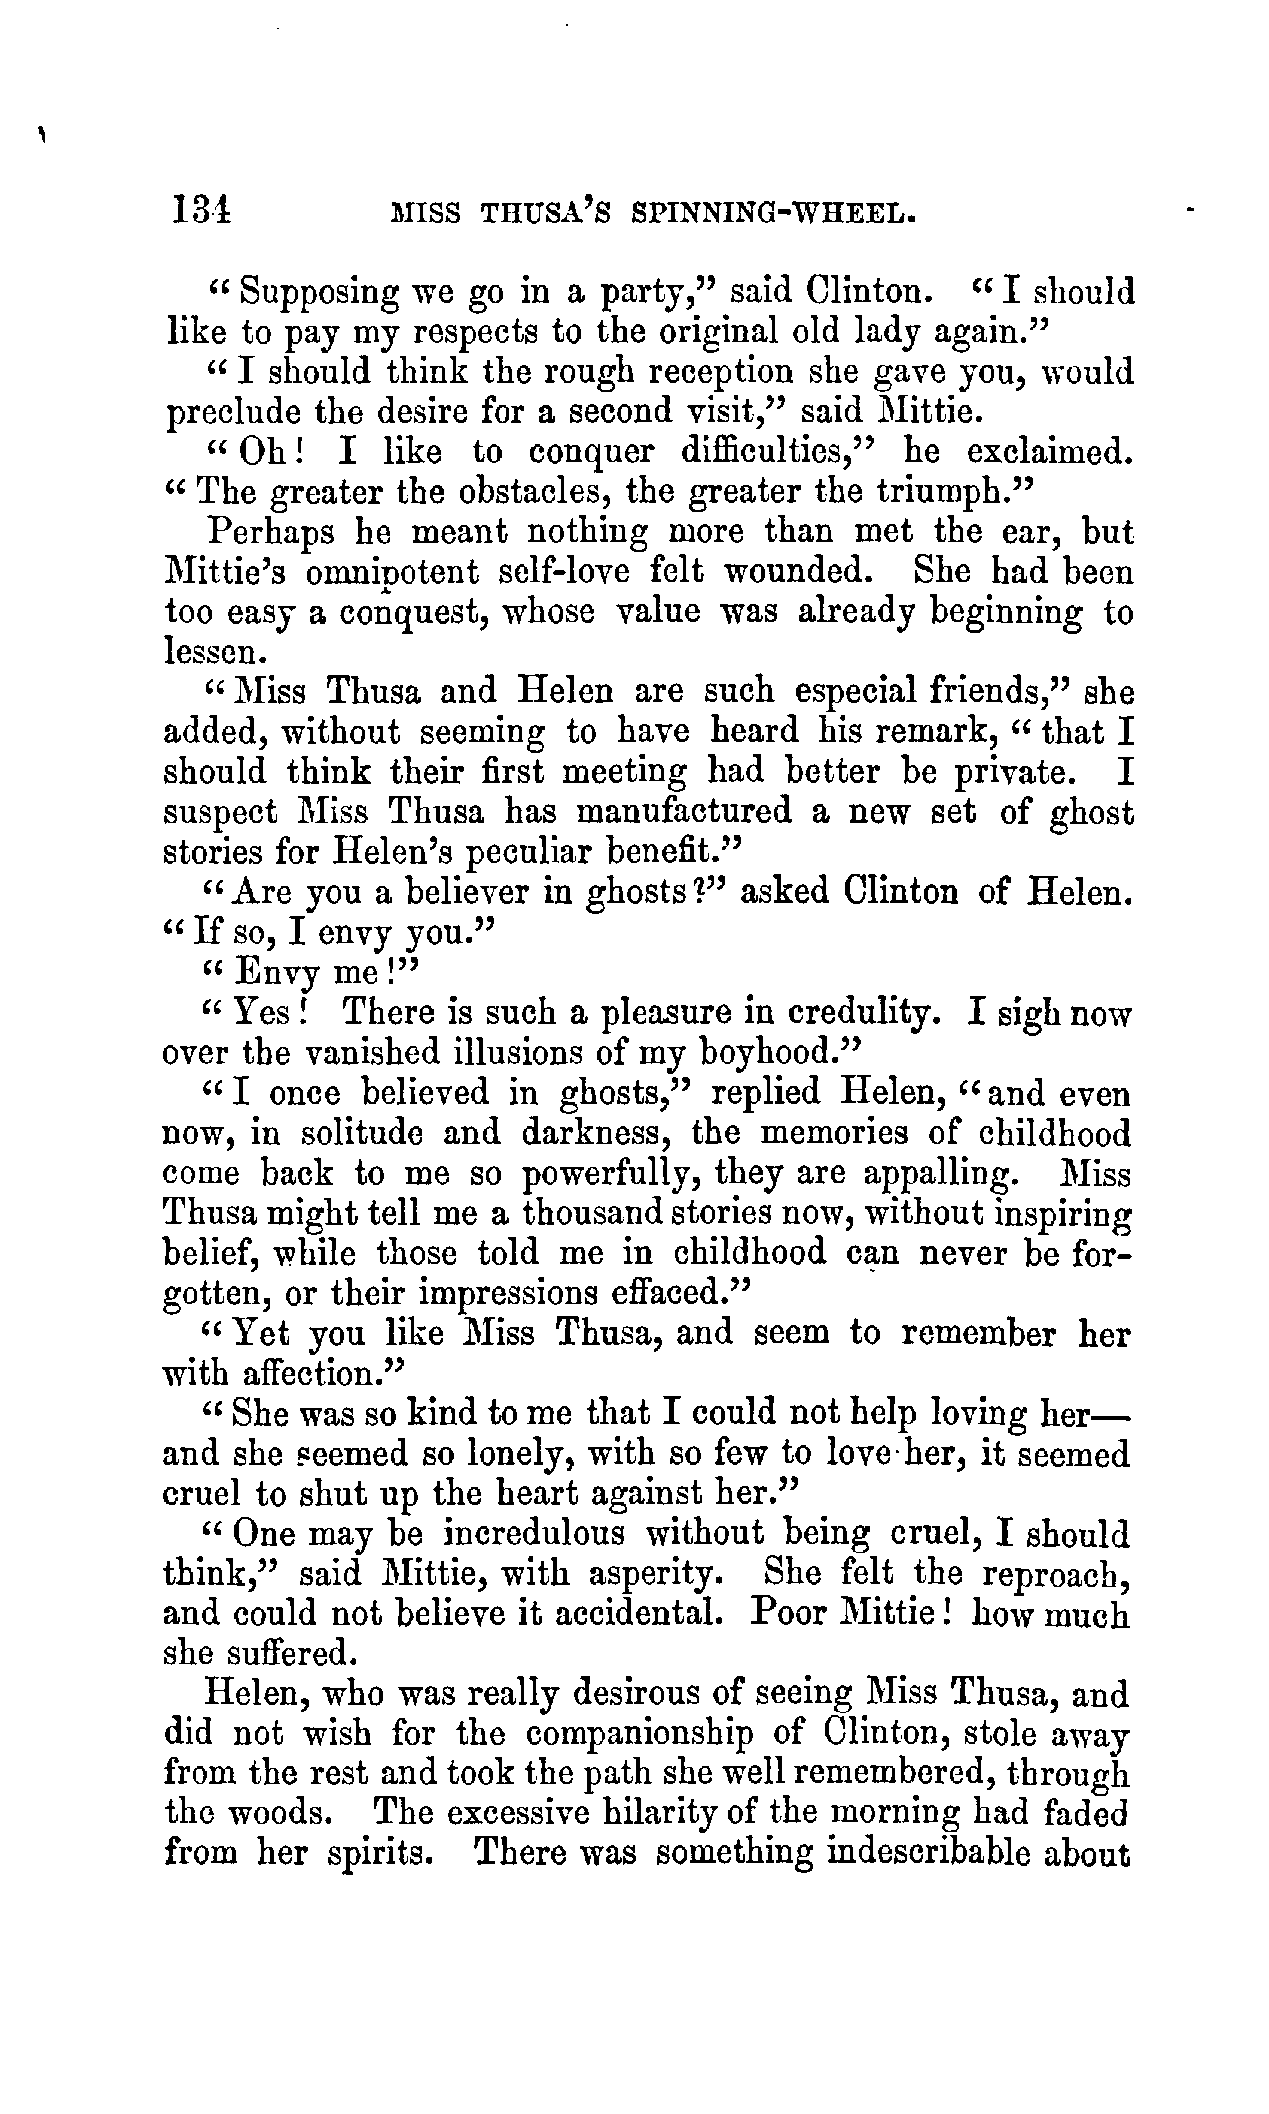 134 MISS THUSA'S SPINNING-WHEEL.
" Supposing we go in a party," said Clinton. " I should
like to pay my respects to the original old lady again."
" I should think the rough reception she gave you, would
preclude the desire for a second visit," said Mittie.
" Oh! I like to conquer difficulties," he exclaimed.
" The greater the obstacles, the greater the triumph."
Perhaps he meant nothing more than met the ear, but
Mittie's omnipotent self-love felt wounded. She had been
too easy a conquest, whose value was already beginning to
lessen.
" Miss Thusa and Helen are such especial friends," she
added, without seeming to have heard his remark, " that I
should think their first meeting had better be private. I
suspect Miss Thusa has manufactured a new set of ghost
stories for Helen's peculiar benefit."
" Are you a believer in ghosts?" asked Clinton of Helen.
" If so, I envy you."
" Envy me!"
" Yes! There is such a pleasure in credulity. I sigh now
over the vanished illusions of my boyhood."
" I once believed in ghosts," replied Helen, " and even
now, in solitude and darkness, the memories of childhood
come back to me so powerfully, they are appalling. Miss
Thusa might tell me a thousand stories now, without inspiring
belief, while those told me in childhood can never be for-
gotten, or their impressions effaced."
" Yet you like Miss Thusa, and seem to remember her
with affection."
" She was so kind to me that I could not help loving her—
and she seemed so lonely, with so few to love her, it seemed
cruel to shut up the heart against her."
" One may be incredulous without being cruel, I should
think," said Mittie, with asperity. She felt the reproach,
and could not believe it accidental. Poor Mittie! how much
she suffered.
Helen, who was really desirous of seeing Miss Thusa, and
did not wish for the companionship of Clinton, stole away
from the rest and took the path she well remembered, through
the woods. The excessive hilarity of the morning had faded
from her spirits. There was something indescribable about